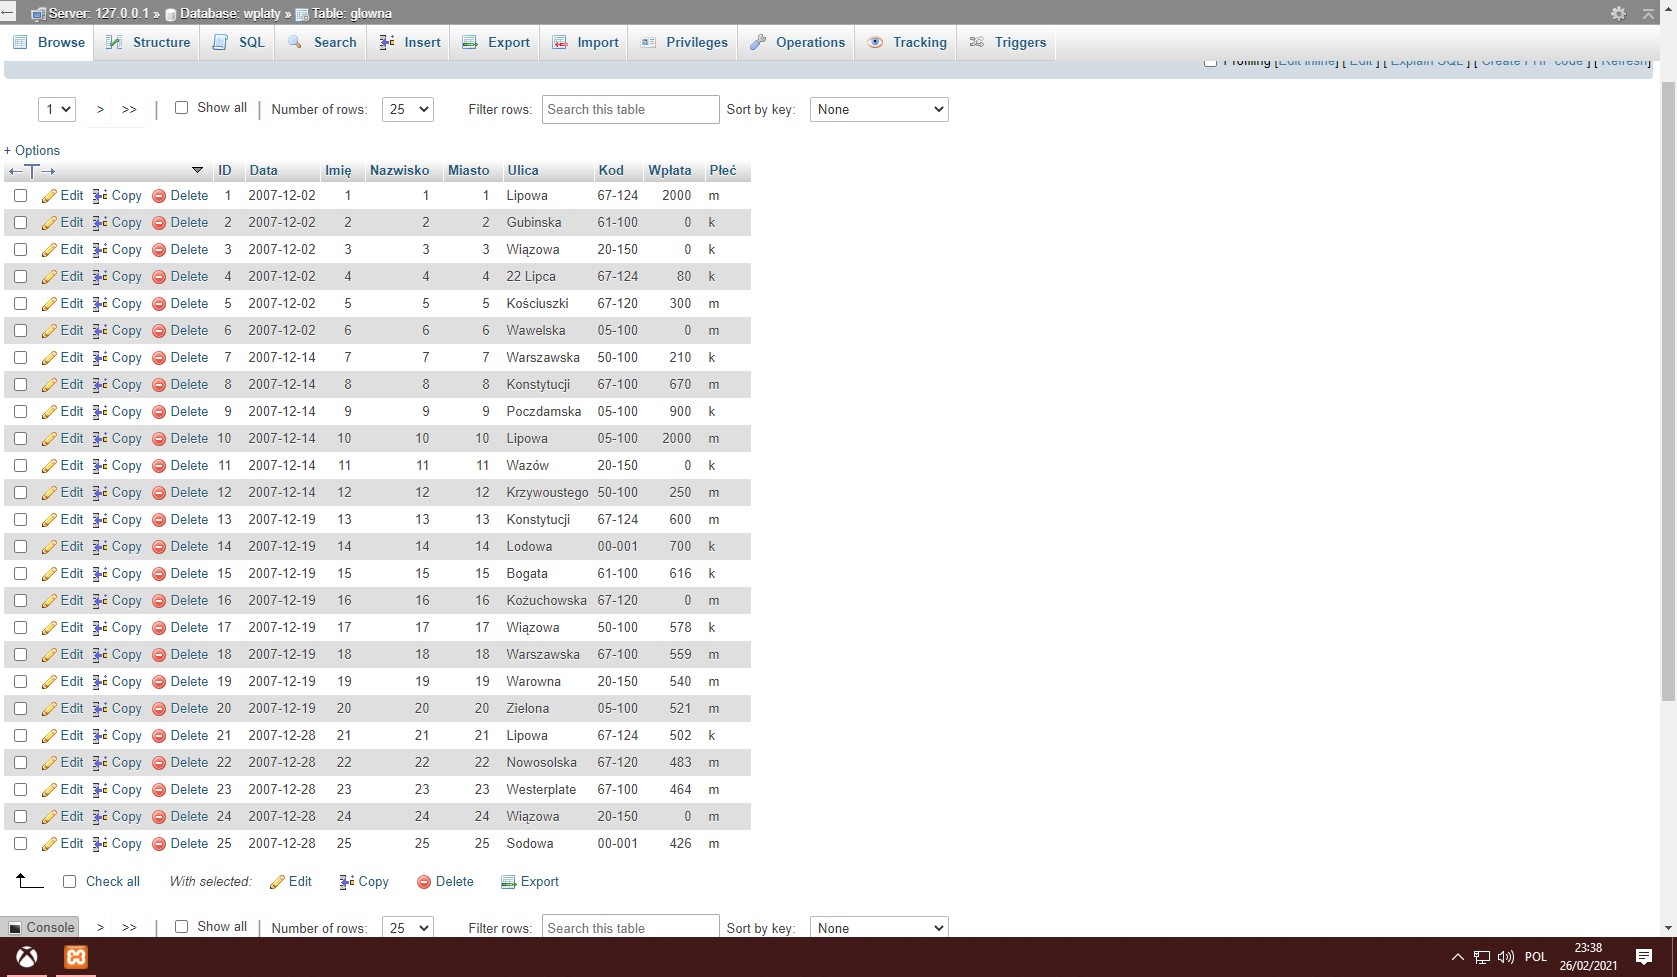 Server: 127.0.0.1 » Database: wplaty » Table: glowna
Browse Structure SQL Search Insert Export Import Privileges Operations Tracking Triggers
Profiling [Edit inline] [ Edit ] [ Explain SQL ] [ Create PHP code ] [ Refresh]
1 > >> | Show all | Number of rows: 25 Filter rows: Search this table Sort by key: None
+ Options
←T→ ID Data Imię Nazwisko Miasto Ulica Kod Wpłata Płeć
Edit Copy Delete 1 2007-12-02 1 1 1 Lipowa 67-124 2000 m
Edit Copy Delete 2 2007-12-02 2 2 2 Gubinska 61-100 0 k
Edit Copy Delete 3 2007-12-02 3 3 3 Wiązowa 20-150 0 k
Edit Copy Delete 4 2007-12-02 4 4 4 22 Lipca 67-124 80 k
Edit Copy Delete 5 2007-12-02 5 5 5 Kościuszki 67-120 300 m
Edit Copy Delete 6 2007-12-02 6 6 6 Wawelska 05-100 0 m
Edit Copy Delete 7 2007-12-14 7 7 7 Warszawska 50-100 210 k
Edit Copy Delete 8 2007-12-14 8 8 8 Konstytucji 67-100 670 m
Edit Copy Delete 9 2007-12-14 9 9 9 Poczdamska 05-100 900 k
Edit Copy Delete 10 2007-12-14 10 10 10 Lipowa 05-100 2000 m
Edit Copy Delete 11 2007-12-14 11 11 11 Wazów 20-150 0 k
Edit Copy Delete 12 2007-12-14 12 12 12 Krzywoustego 50-100 250 m
Edit Copy Delete 13 2007-12-19 13 13 13 Konstytucji 67-124 600 m
Edit Copy Delete 14 2007-12-19 14 14 14 Lodowa 00-001 700 k
Edit Copy Delete 15 2007-12-19 15 15 15 Bogata 61-100 616 k
Edit Copy Delete 16 2007-12-19 16 16 16 Kożuchowska 67-120 0 m
Edit Copy Delete 17 2007-12-19 17 17 17 Wiązowa 50-100 578 k
Edit Copy Delete 18 2007-12-19 18 18 18 Warszawska 67-100 559 m
Edit Copy Delete 19 2007-12-19 19 19 19 Warowna 20-150 540 m
Edit Copy Delete 20 2007-12-19 20 20 20 Zielona 05-100 521 m
Edit Copy Delete 21 2007-12-28 21 21 21 Lipowa 67-124 502 k
Edit Copy Delete 22 2007-12-28 22 22 22 Nowosolska 67-120 483 m
Edit Copy Delete 23 2007-12-28 23 23 23 Westerplate 67-100 464 m
Edit Copy Delete 24 2007-12-28 24 24 24 Wiązowa 20-150 0 m
Edit Copy Delete 25 2007-12-28 25 25 25 Sodowa 00-001 426 m
Check all With selected: Edit Copy Delete Export
Console > >> | Show all | Number of rows: 25 Filter rows: Search this table Sort by key: None
POL 23:38
26/02/2021